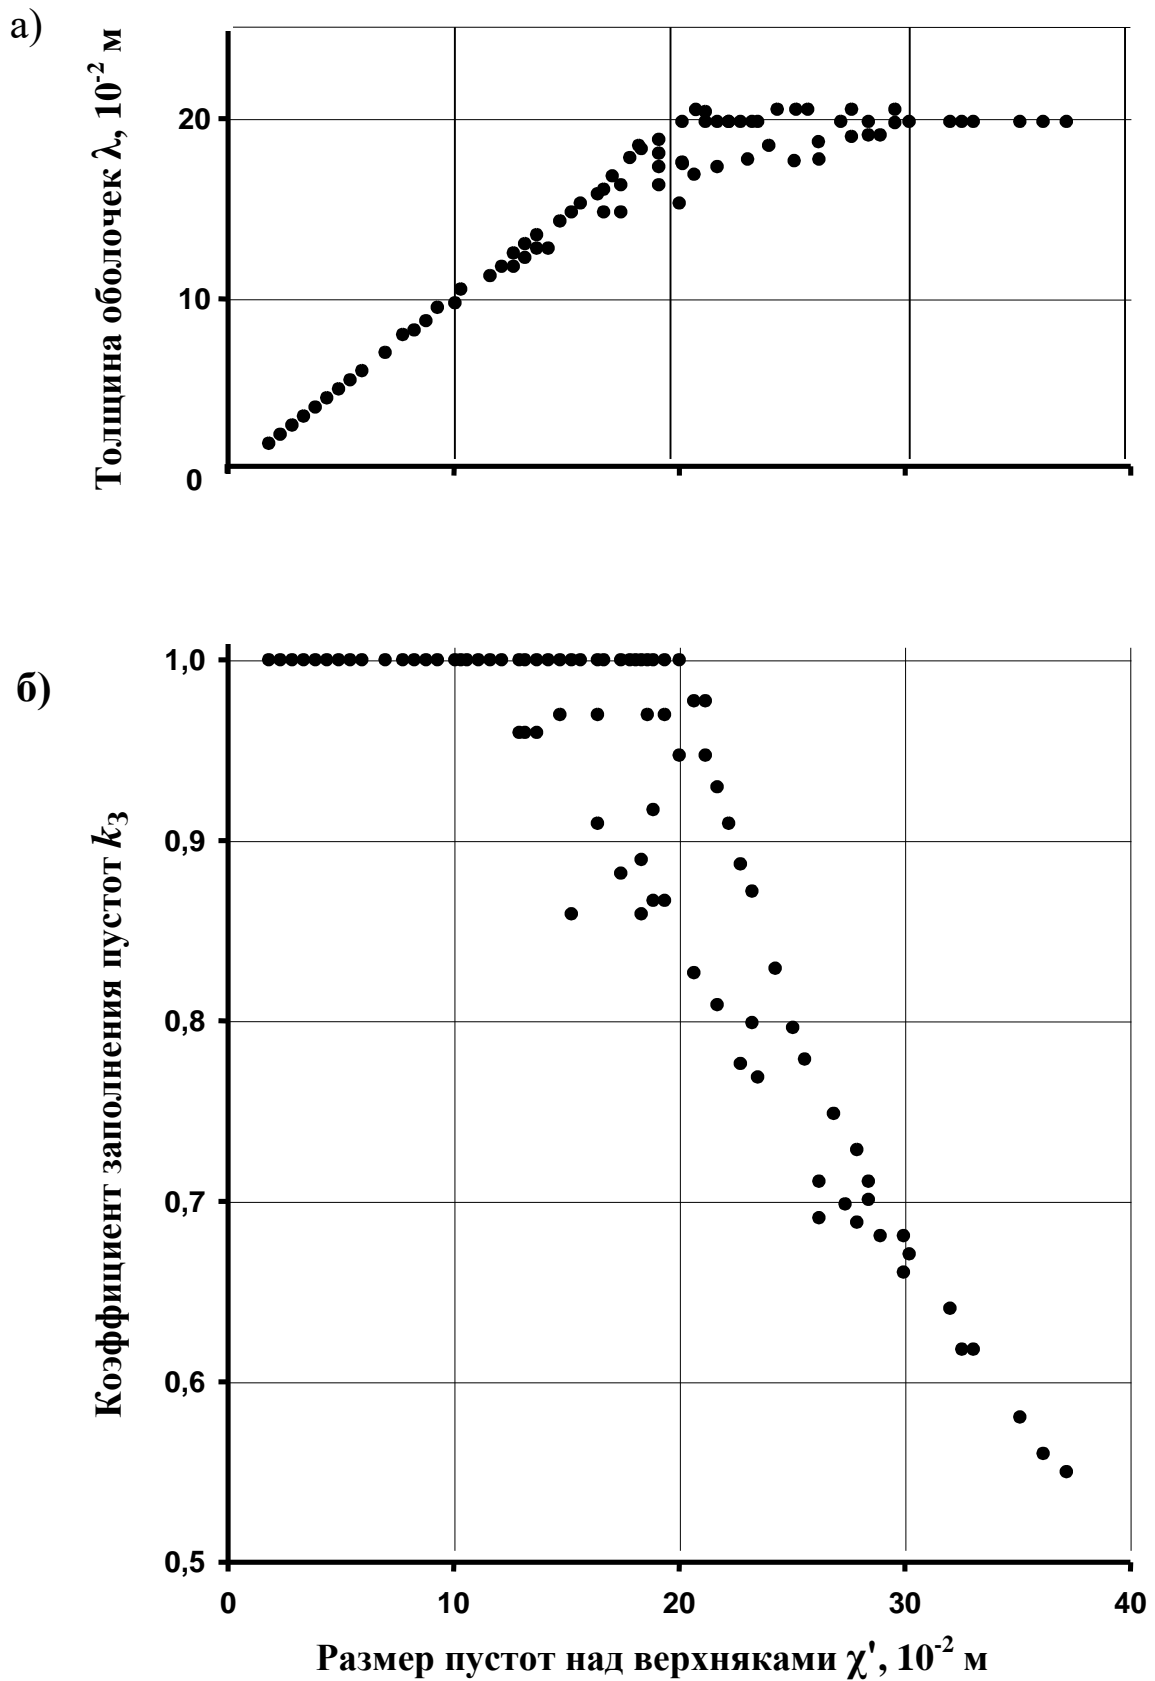 а)
Толщина оболочек λ, 10⁻² м
20
10
0
б)
Коэффициент заполнения пустот kЗ
1,0
0,9
0,8
0,7
0,6
0,5
0 10 20 30 40
Размер пустот над верхняками χ', 10⁻² м